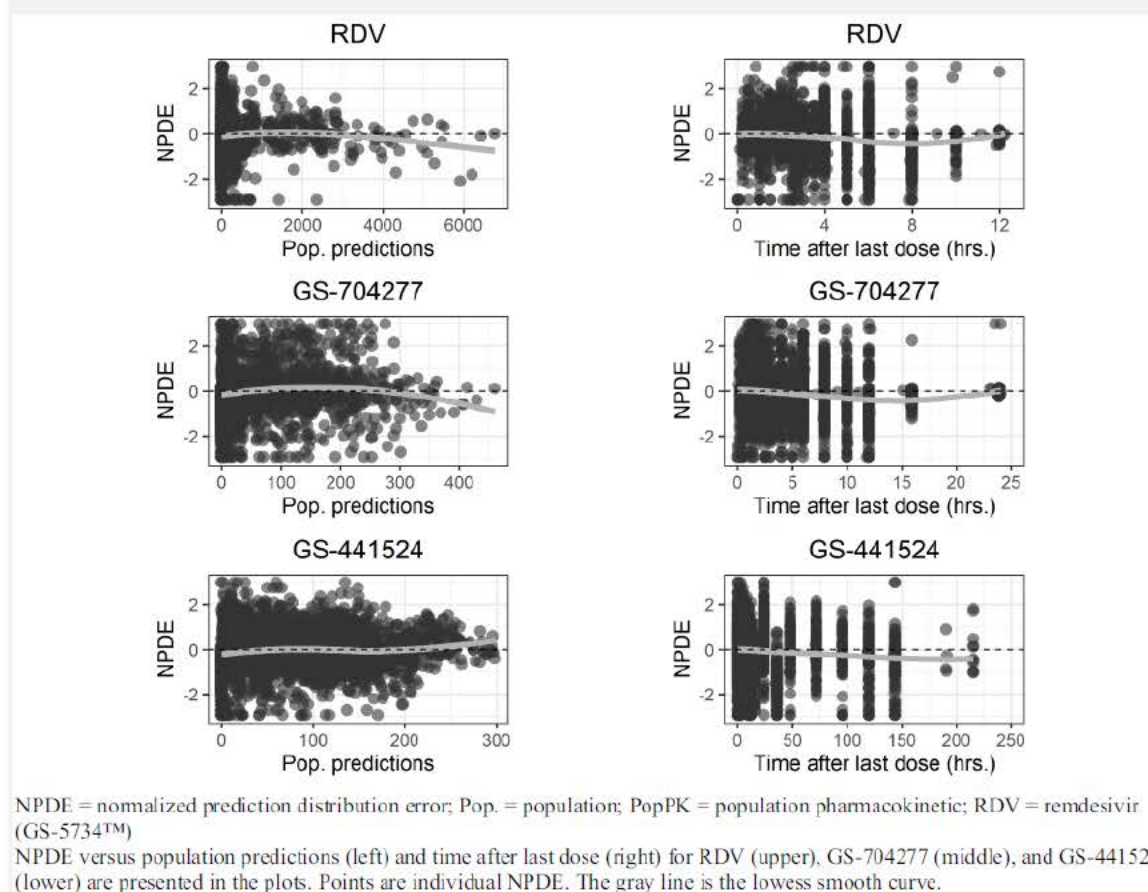 RDV
RDV
2
0
-2
NPDE
0 2000 4000 6000
Pop. predictions
2
0
-2
NPDE
0 4 8 12
Time after last dose (hrs.)
GS-704277
GS-704277
2
0
-2
NPDE
0 100 200 300 400
Pop. predictions
2
0
-2
NPDE
0 5 10 15 20 25
Time after last dose (hrs.)
GS-441524
GS-441524
2
0
-2
NPDE
0 100 200 300
Pop. predictions
2
0
-2
NPDE
0 50 100 150 200 250
Time after last dose (hrs.)
NPDE = normalized prediction distribution error; Pop. = population; PopPK = population pharmacokinetic; RDV = remdesivir
(GS-5734™)
NPDE versus population predictions (left) and time after last dose (right) for RDV (upper), GS-704277 (middle), and GS-44152
(lower) are presented in the plots. Points are individual NPDE. The gray line is the lowess smooth curve.